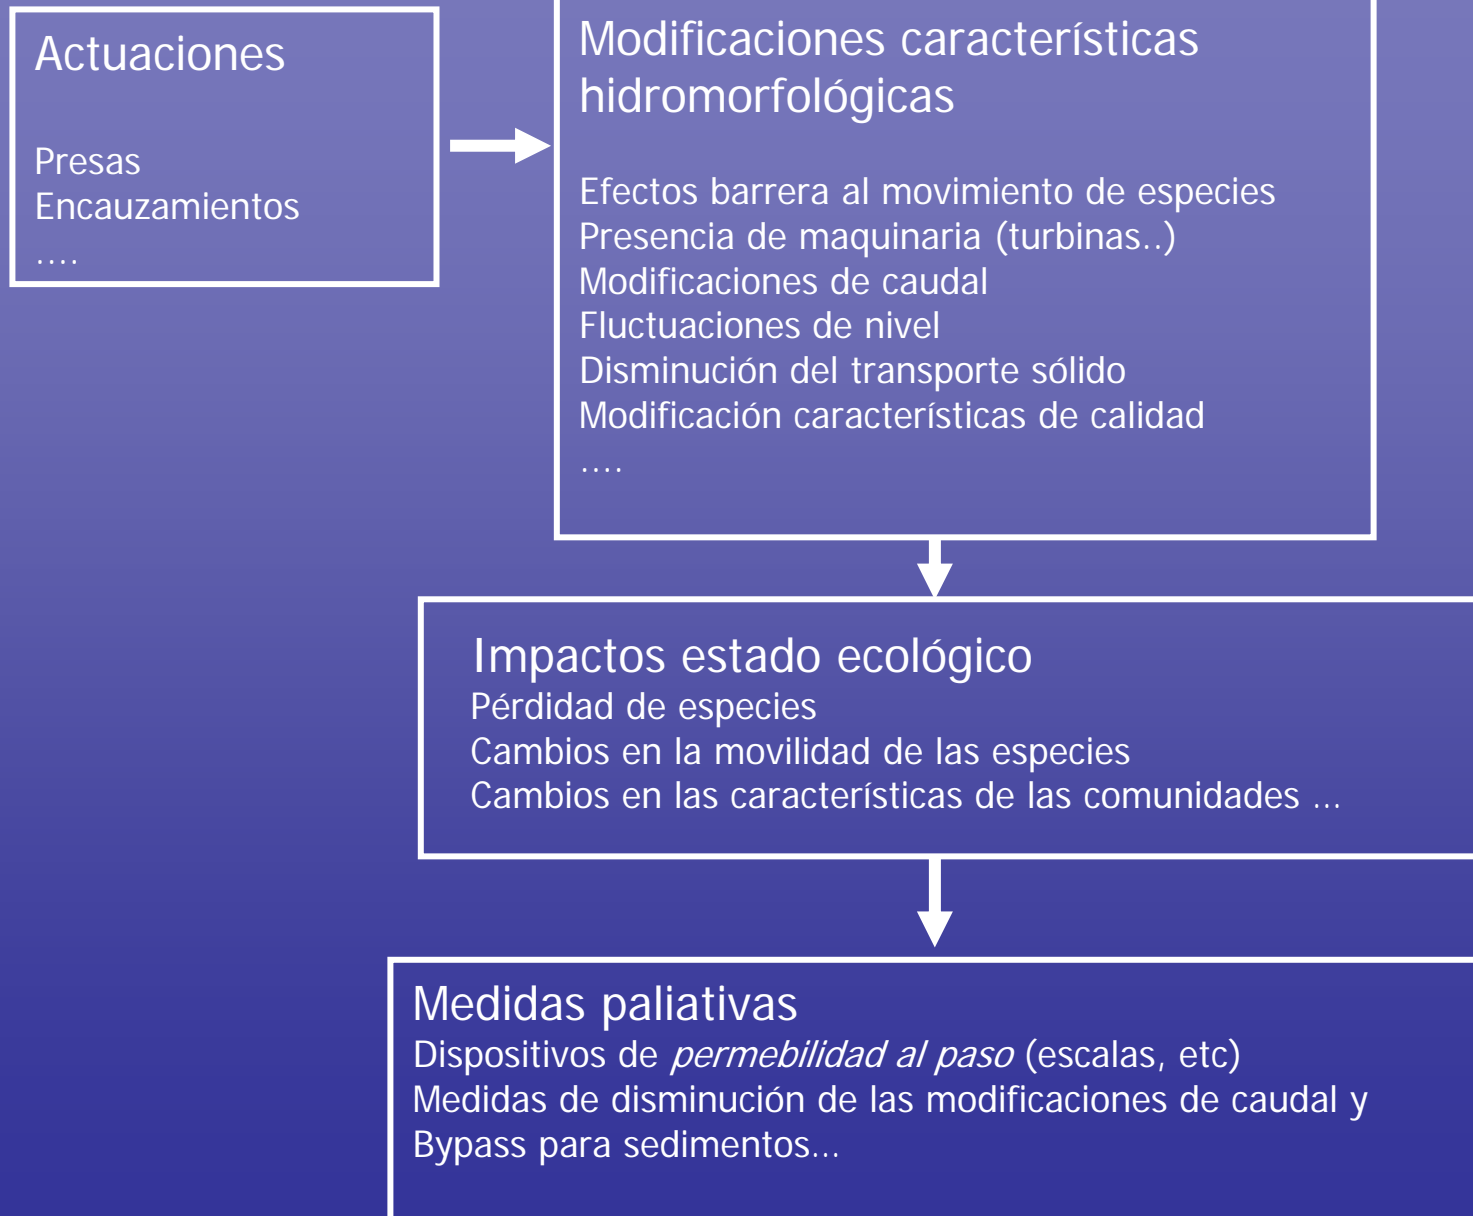 Actuaciones
Presas
Encauzamientos
....
Modificaciones características
hidromorfológicas
Efectos barrera al movimiento de especies
Presencia de maquinaria (turbinas..)
Modificaciones de caudal
Fluctuaciones de nivel
Disminución del transporte sólido
Modificación características de calidad
....
Impactos estado ecológico
Pérdidad de especies
Cambios en la movilidad de las especies
Cambios en las características de las comunidades ...
Medidas paliativas
Dispositivos de permebilidad al paso (escalas, etc)
Medidas de disminución de las modificaciones de caudal y
Bypass para sedimentos...